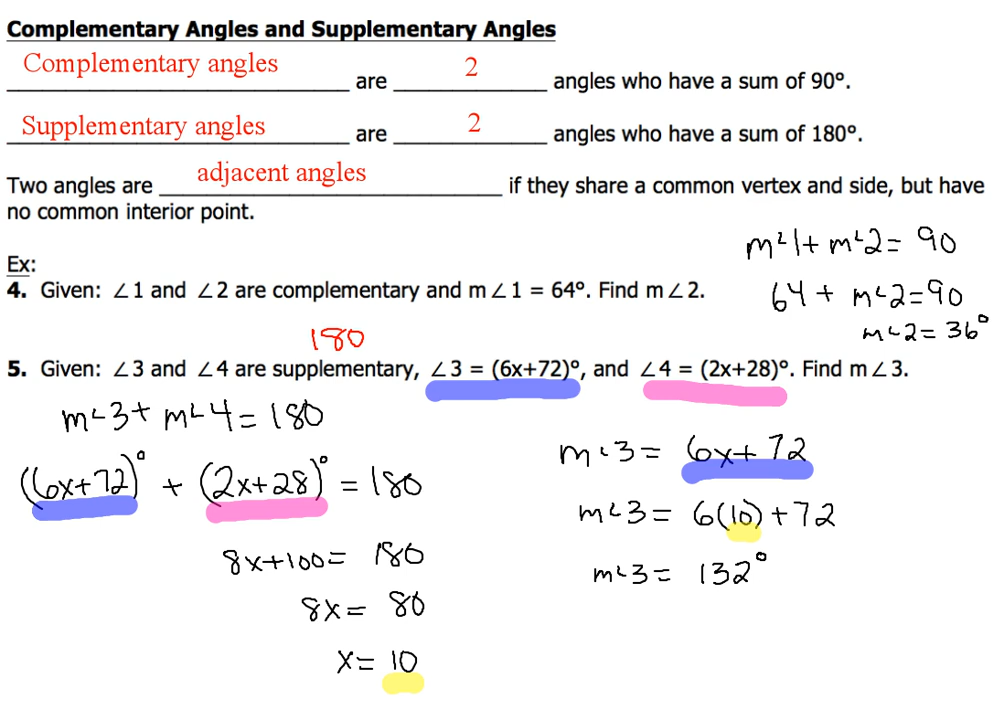 Complementary Angles and Supplementary Angles
Complementary angles are 2 angles who have a sum of 90º.
Supplementary angles are 2 angles who have a sum of 180º.
Two angles are adjacent angles if they share a common vertex and side, but have
no common interior point.
m∠1 + m∠2 = 90
Ex:
4. Given: ∠1 and ∠2 are complementary and m∠1 = 64º. Find m∠2.
64 + m∠2 = 90
m∠2 = 36°
180
5. Given: ∠3 and ∠4 are supplementary, ∠3 = (6x+72)º, and ∠4 = (2x+28)º. Find m∠3.
m∠3 + m∠4 = 180
(6x+72)° + (2x+28)° = 180
8x+100 = 180
8x = 80
x = 10
m∠3 = 6x+72
m∠3 = 6(10)+72
m∠3 = 132°